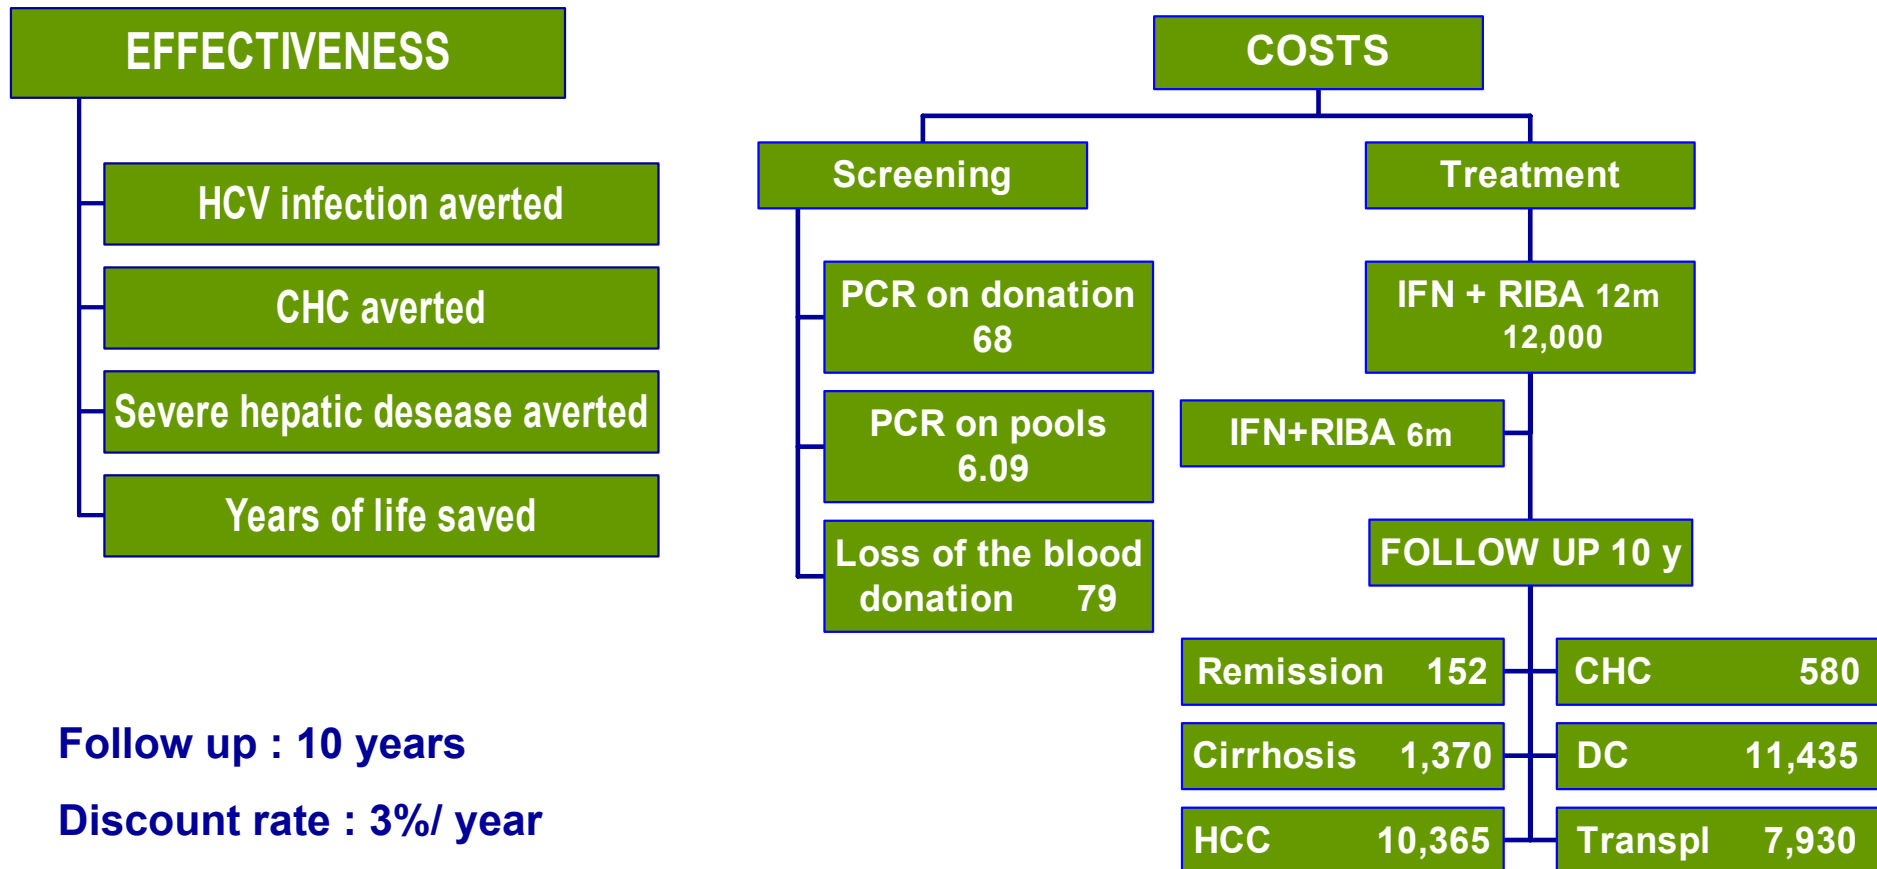 EFFECTIVENESS
HCV infection averted
CHC averted
Severe hepatic desease averted
Years of life saved
Follow up : 10 years
Discount rate : 3%/ year
COSTS
Screening
PCR on donation
68
PCR on pools
6.09
Loss of the blood
donation 79
Treatment
IFN + RIBA 12m
12,000
IFN+RIBA 6m
FOLLOW UP 10 y
Remission 152
CHC 580
Cirrhosis 1,370
DC 11,435
HCC 10,365
Transpl 7,930